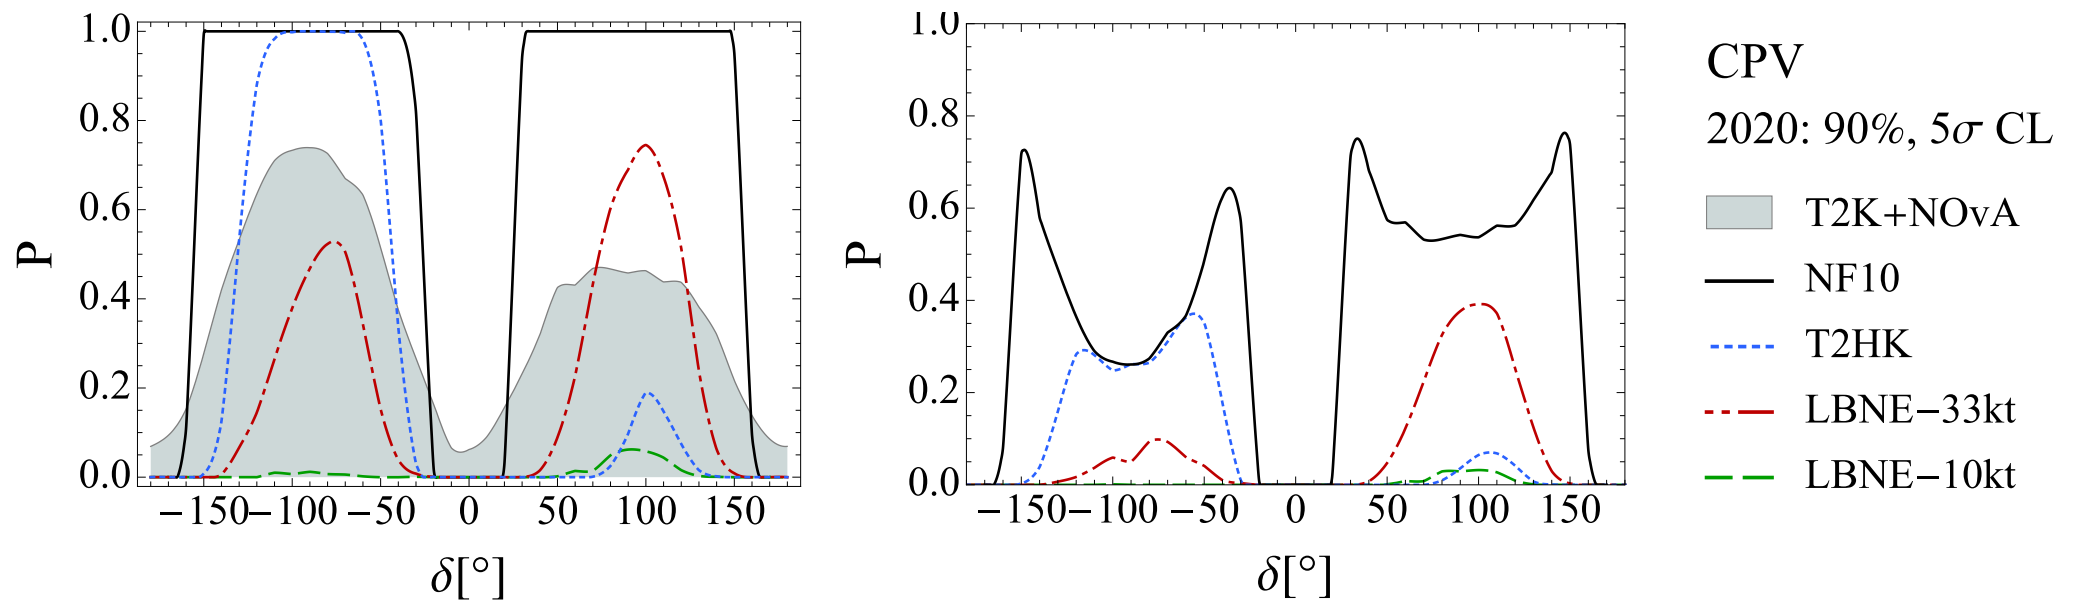 1.0
0.8
0.6
0.4
0.2
0.0
P
−150 −100 −50 0 50 100 150
δ[°]
1.0
0.8
0.6
0.4
0.2
0.0
P
−150 −100 −50 0 50 100 150
δ[°]
CPV
2020: 90%, 5σ CL
T2K+NOvA
NF10
T2HK
LBNE−33kt
LBNE−10kt